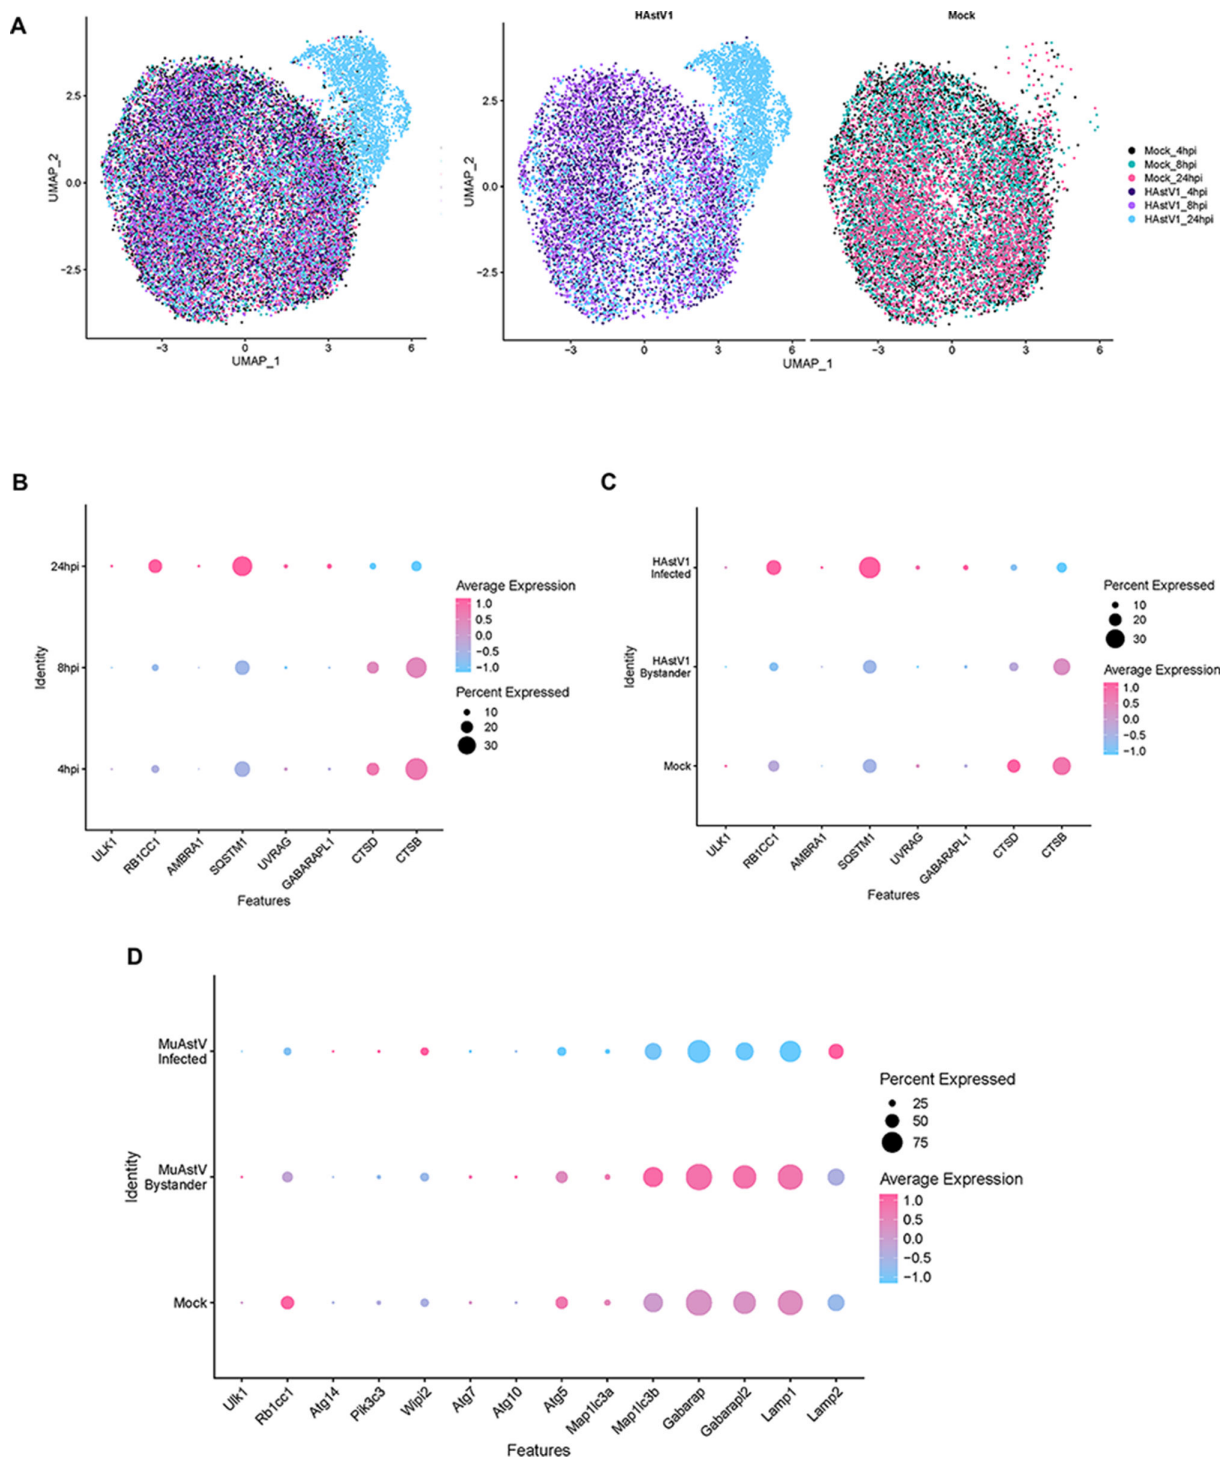 A
HAstV1
Mock
2.5
0.0
−2.5
UMAP_2
−3
0
3
6
UMAP_1
2.5
0.0
−2.5
UMAP_2
−3
0
3
6
−3
0
3
6
UMAP_1
Mock_4hpi
Mock_8hpi
Mock_24hpi
HAstV1_4hpi
HAstV1_8hpi
HAstV1_24hpi
B
24hpi
8hpi
4hpi
Identity
ULK1
RB1CC1
AMBRA1
SQSTM1
UVRAG
GABARAPL1
CTSD
CTSB
Features
Average Expression
1.0
0.5
0.0
−0.5
−1.0
Percent Expressed
10
20
30
C
HAstV1
Infected
HAstV1
Bystander
Mock
Identity
ULK1
RB1CC1
AMBRA1
SQSTM1
UVRAG
GABARAPL1
CTSD
CTSB
Features
Percent Expressed
10
20
30
Average Expression
1.0
0.5
0.0
−0.5
−1.0
D
MuAstV
Infected
MuAstV
Bystander
Mock
Identity
Ulk1
Rb1cc1
Atg14
Pik3c3
Wipi2
Atg7
Atg10
Atg5
Map1lc3a
Map1lc3b
Gabarap
Gabarapl2
Lamp1
Lamp2
Features
Percent Expressed
25
50
75
Average Expression
1.0
0.5
0.0
−0.5
−1.0